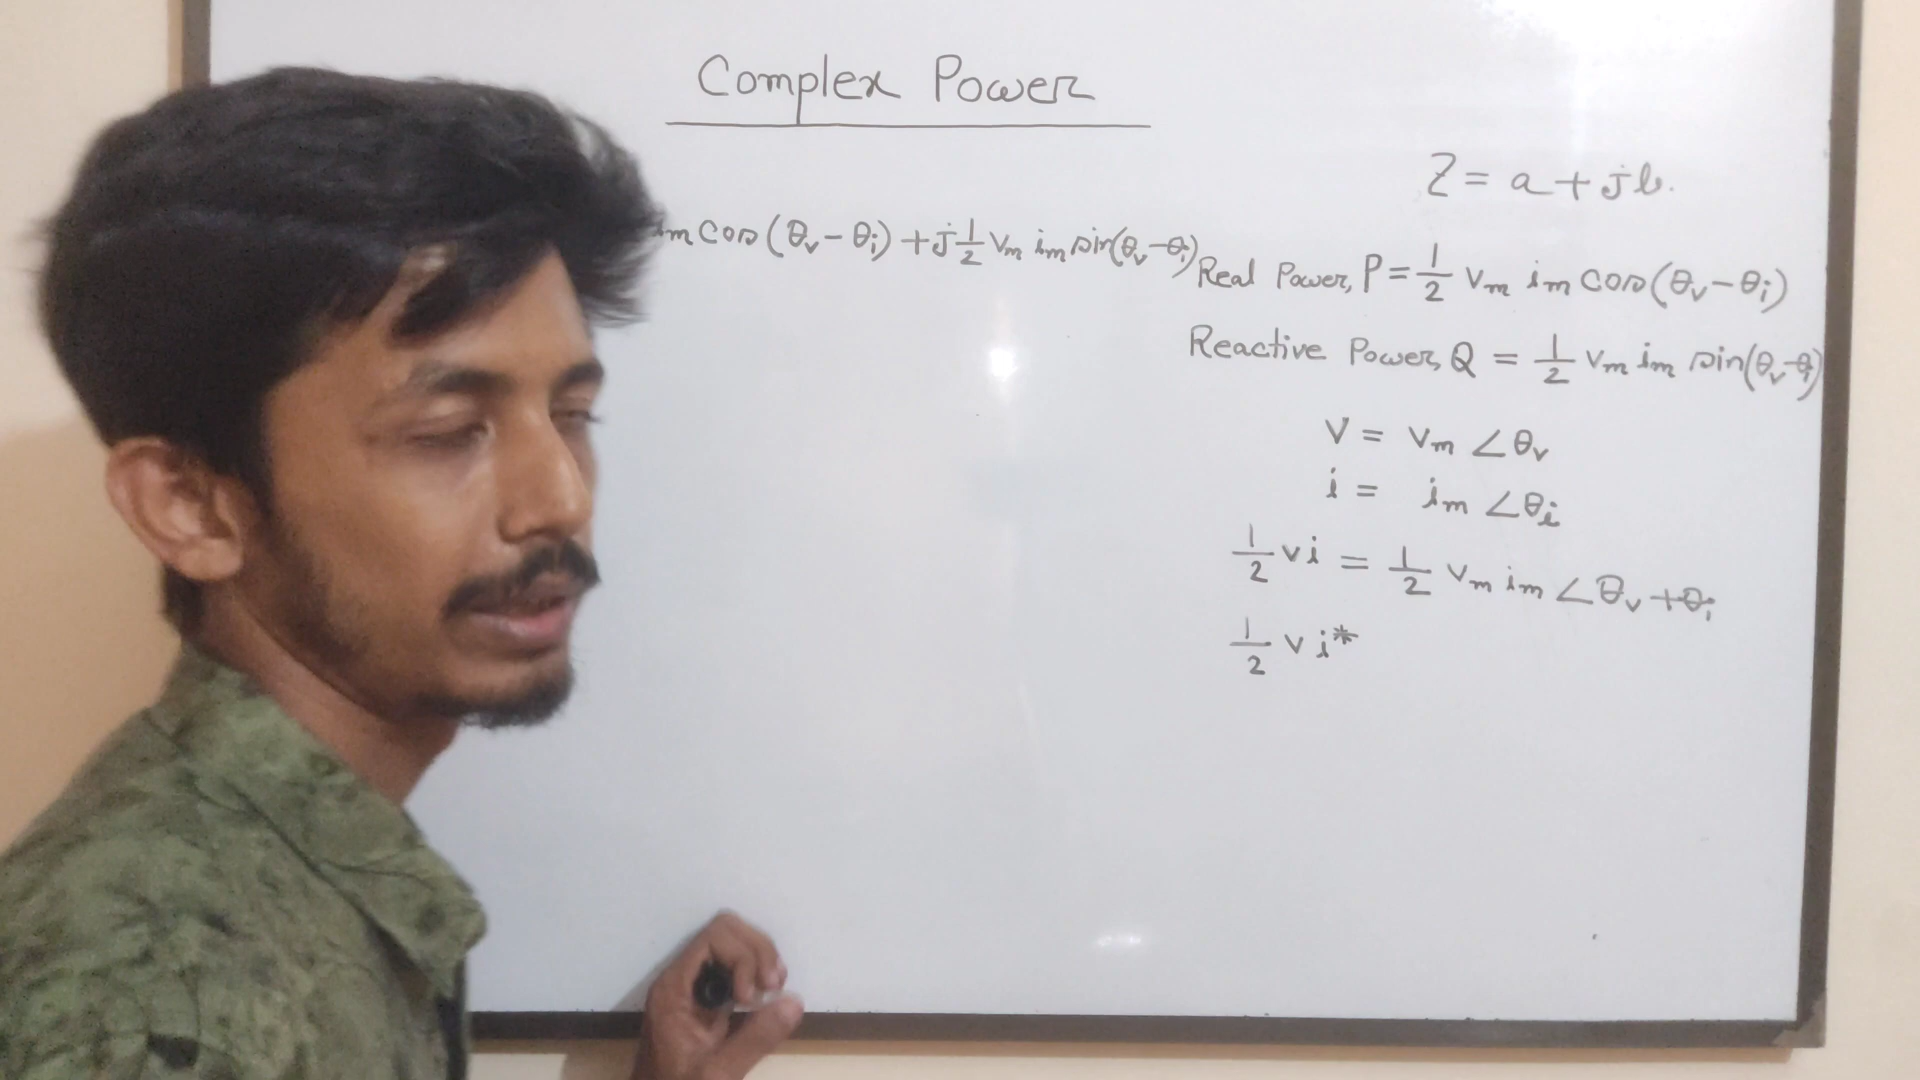 Complex Power
Z = a + jb.
m cos(θv - θi) + j 1/2 Vm im sin(θv - θi)
Real Power, P = 1/2 Vm im cos(θv - θi)
Reactive Power, Q = 1/2 Vm im sin(θv - θi)
V = Vm ∠θv
i = im ∠θi
1/2 vi = 1/2 Vm im ∠θv + θi
1/2 v i*